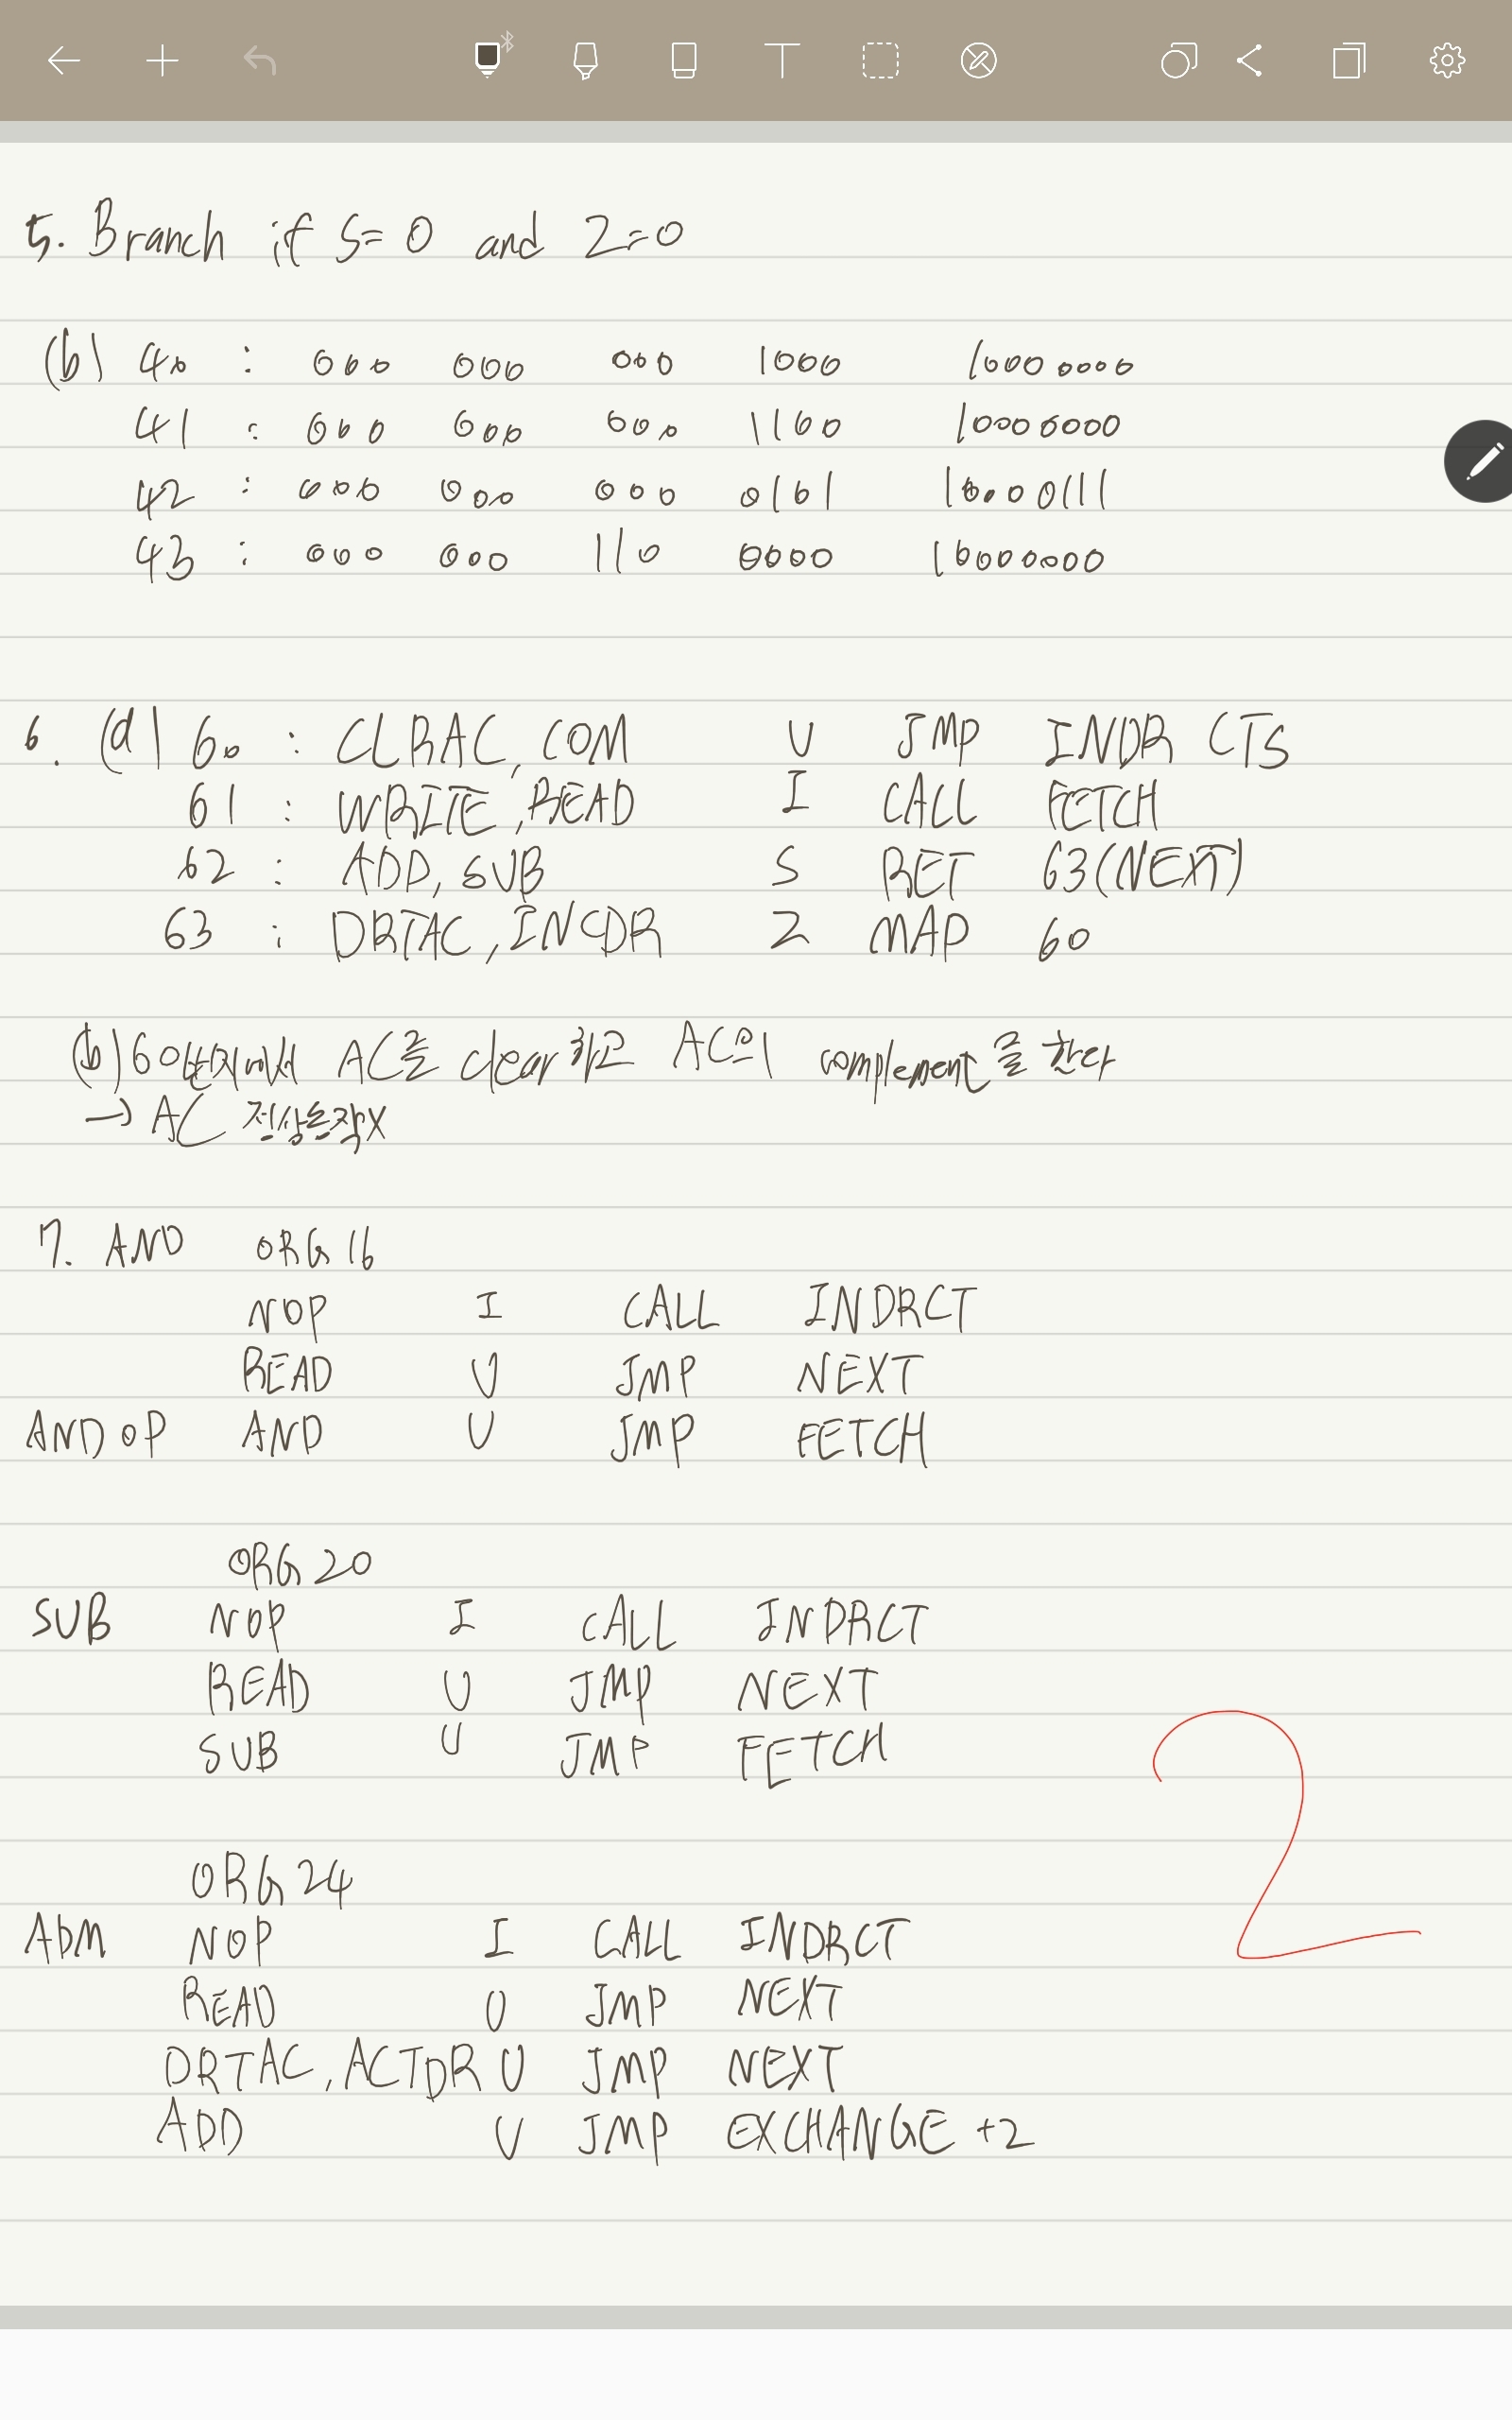 5. Branch if S=0 and Z=0
(b) 40 : 000 000 000 1000 10000000
41 : 000 000 000 1100 10000000
42 : 000 000 000 0101 10000111
43 : 000 000 110 0000 10000000
6. (a) 60 : CLRAC, COM U JMP INDR CTS
61 : WRITE, READ I CALL FETCH
62 : ADD, SUB S RET 63(NEXT)
63 : DRTAC, INCDR Z MAP 60
(b) 60번지에서 AC를 clear하고 AC의 complement를 한다
→ AC 정상동작X
7. AND ORG 16
NOP I CALL INDRCT
READ U JMP NEXT
ANDOP AND U JMP FETCH
ORG 20
SUB NOP I CALL INDRCT
READ U JMP NEXT
SUB U JMP FETCH
ORG 24
ADM NOP I CALL INDRCT
READ U JMP NEXT
DRTAC, ACTDR U JMP NEXT
ADD U JMP EXCHANGE +2
2